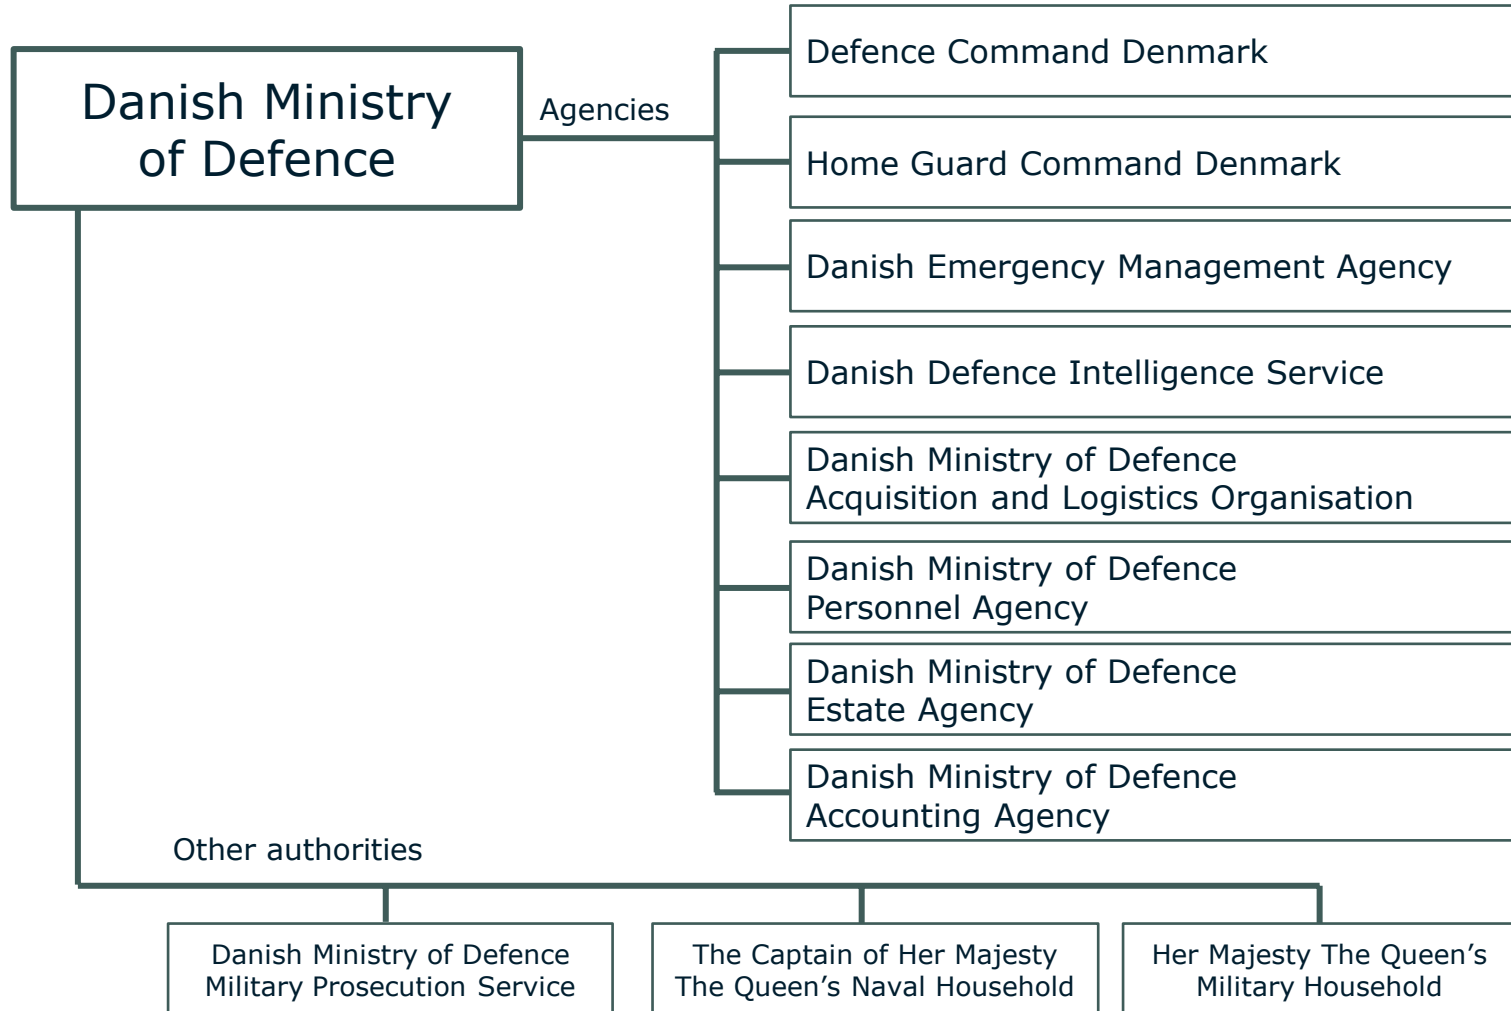 Danish Ministry
of Defence
Agencies
Defence Command Denmark
Home Guard Command Denmark
Danish Emergency Management Agency
Danish Defence Intelligence Service
Danish Ministry of Defence
Acquisition and Logistics Organisation
Danish Ministry of Defence
Personnel Agency
Danish Ministry of Defence
Estate Agency
Danish Ministry of Defence
Accounting Agency
Other authorities
Danish Ministry of Defence
Military Prosecution Service
The Captain of Her Majesty
The Queen’s Naval Household
Her Majesty The Queen’s
Military Household